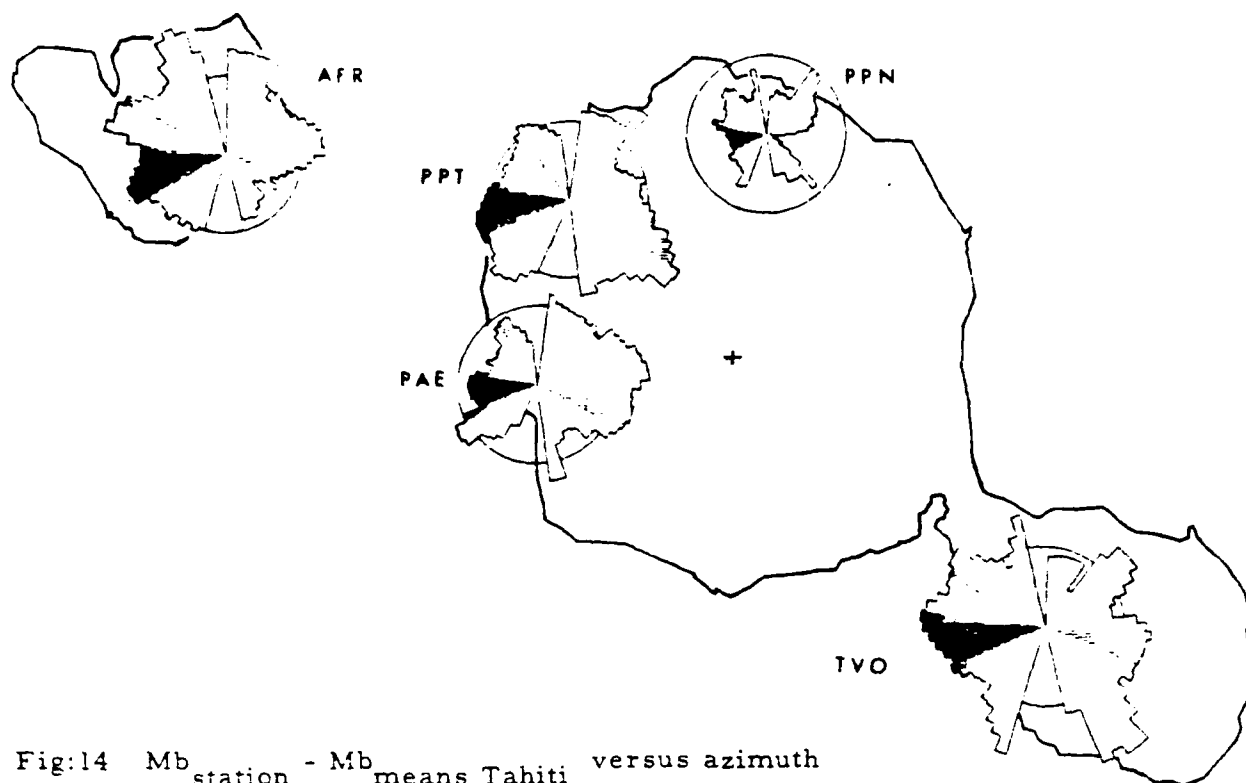 AFR
PPN
PPT
PAE
+
TVO
Fig:14 Mb station - Mb means Tahiti versus azimuth